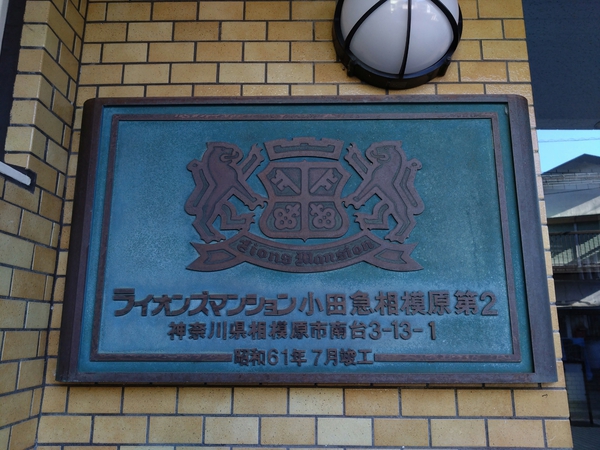 Lions Mansion
ライオンズマンション小田急相模原第2
神奈川県相模原市南台3-13-1
昭和61年7月竣工